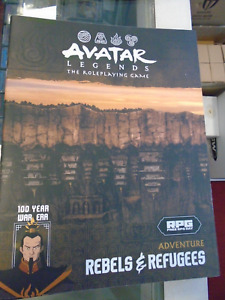 AVATAR
LEGENDS
THE ROLEPLAYING GAME
100 YEAR
WAR ERA
RPG
ADVENTURE
REBELS & REFUGEES